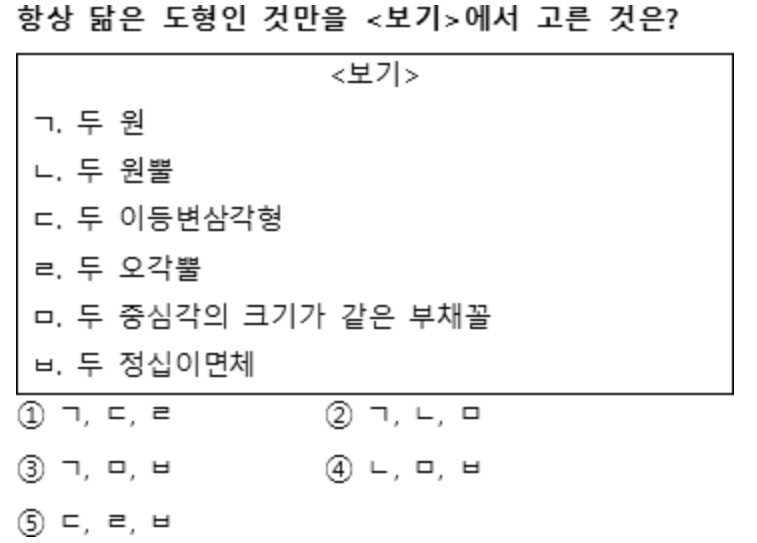 항상 닮은 도형인 것만을 <보기>에서 고른 것은?
<보기>
ㄱ. 두 원
ㄴ. 두 원뿔
ㄷ. 두 이등변삼각형
ㄹ. 두 오각뿔
ㅁ. 두 중심각의 크기가 같은 부채꼴
ㅂ. 두 정십이면체
① ㄱ, ㄷ, ㄹ ② ㄱ, ㄴ, ㅁ
③ ㄱ, ㅁ, ㅂ ④ ㄴ, ㅁ, ㅂ
⑤ ㄷ, ㄹ, ㅂ